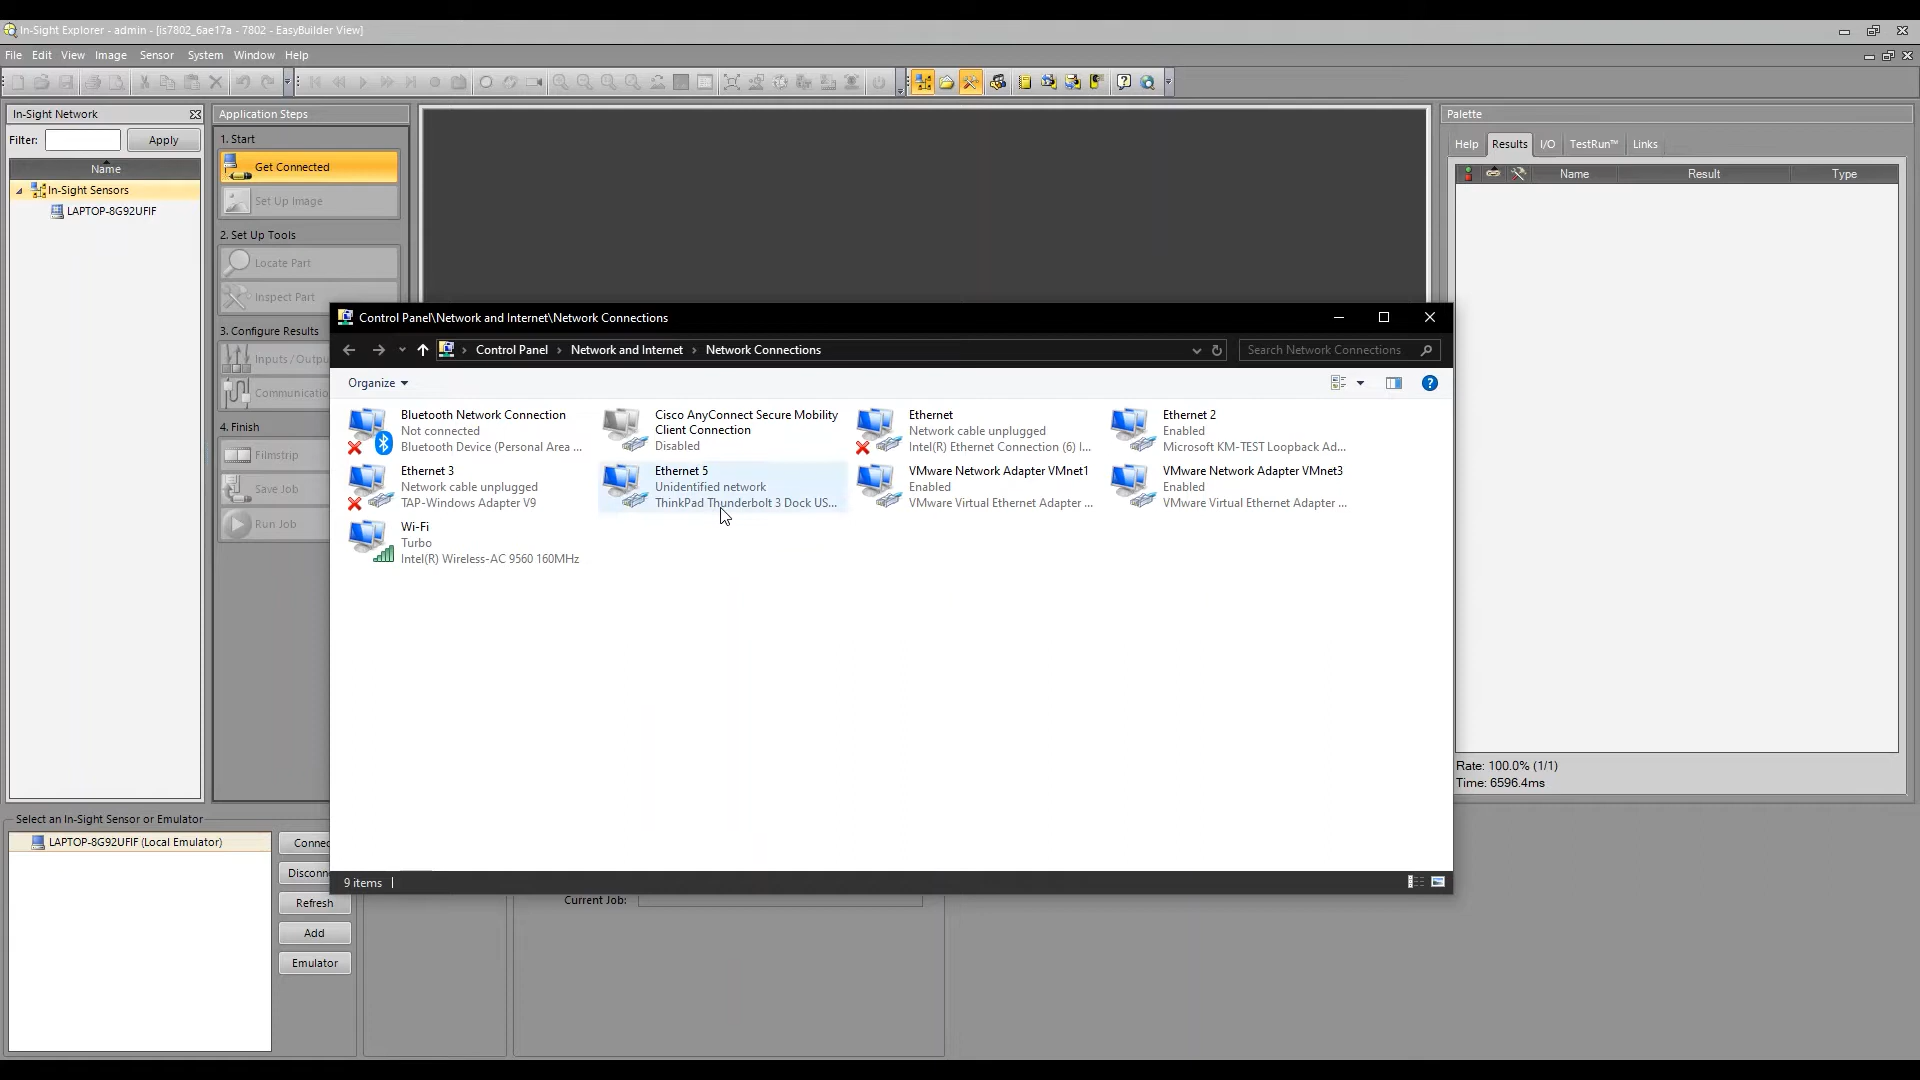 In-Sight Explorer - admin - [is7802_6ae17a - 7802 - EasyBuilder View]
File Edit View Image Sensor System Window Help
In-Sight Network
Filter:
Apply
Name
In-Sight Sensors
LAPTOP-8G92UFIF
Application Steps
1. Start
Get Connected
Set Up Image
2. Set Up Tools
Locate Part
Inspect Part
3. Configure Results
Inputs / Outpu
Communicatio
4. Finish
Filmstrip
Save Job
Run Job
Palette
Help Results I/O TestRun™ Links
Name Result Type
Rate: 100.0% (1/1)
Time: 6596.4ms
Control Panel\Network and Internet\Network Connections
Control Panel Network and Internet Network Connections
Search Network Connections
Organize
Bluetooth Network Connection
Not connected
Bluetooth Device (Personal Area ...
Cisco AnyConnect Secure Mobility
Client Connection
Disabled
Ethernet
Network cable unplugged
Intel(R) Ethernet Connection (6) I...
Ethernet 2
Enabled
Microsoft KM-TEST Loopback Ad...
Ethernet 3
Network cable unplugged
TAP-Windows Adapter V9
Ethernet 5
Unidentified network
ThinkPad Thunderbolt 3 Dock US...
VMware Network Adapter VMnet1
Enabled
VMware Virtual Ethernet Adapter ...
VMware Network Adapter VMnet3
Enabled
VMware Virtual Ethernet Adapter ...
Wi-Fi
Turbo
Intel(R) Wireless-AC 9560 160MHz
9 items
Select an In-Sight Sensor or Emulator
LAPTOP-8G92UFIF (Local Emulator)
Connec
Disconn
Refresh
Add
Emulator
Current Job: